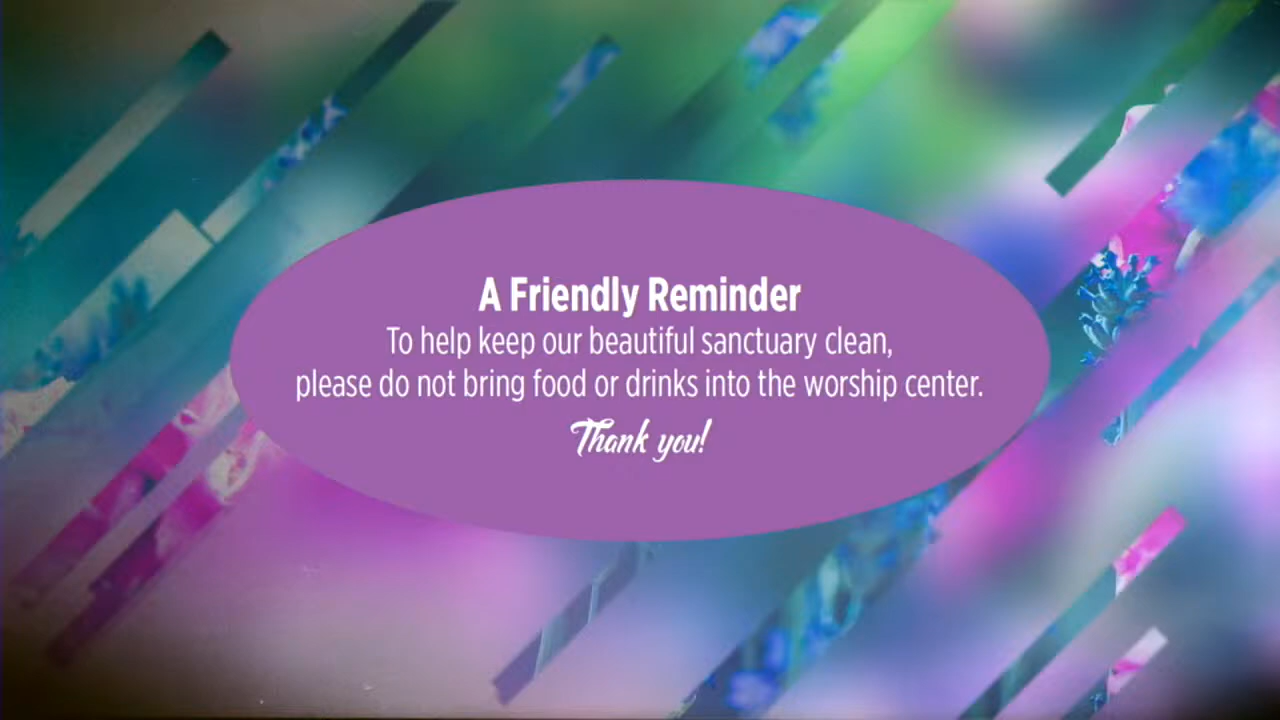 A Friendly Reminder
To help keep our beautiful sanctuary clean,
please do not bring food or drinks into the worship center.
Thank you!